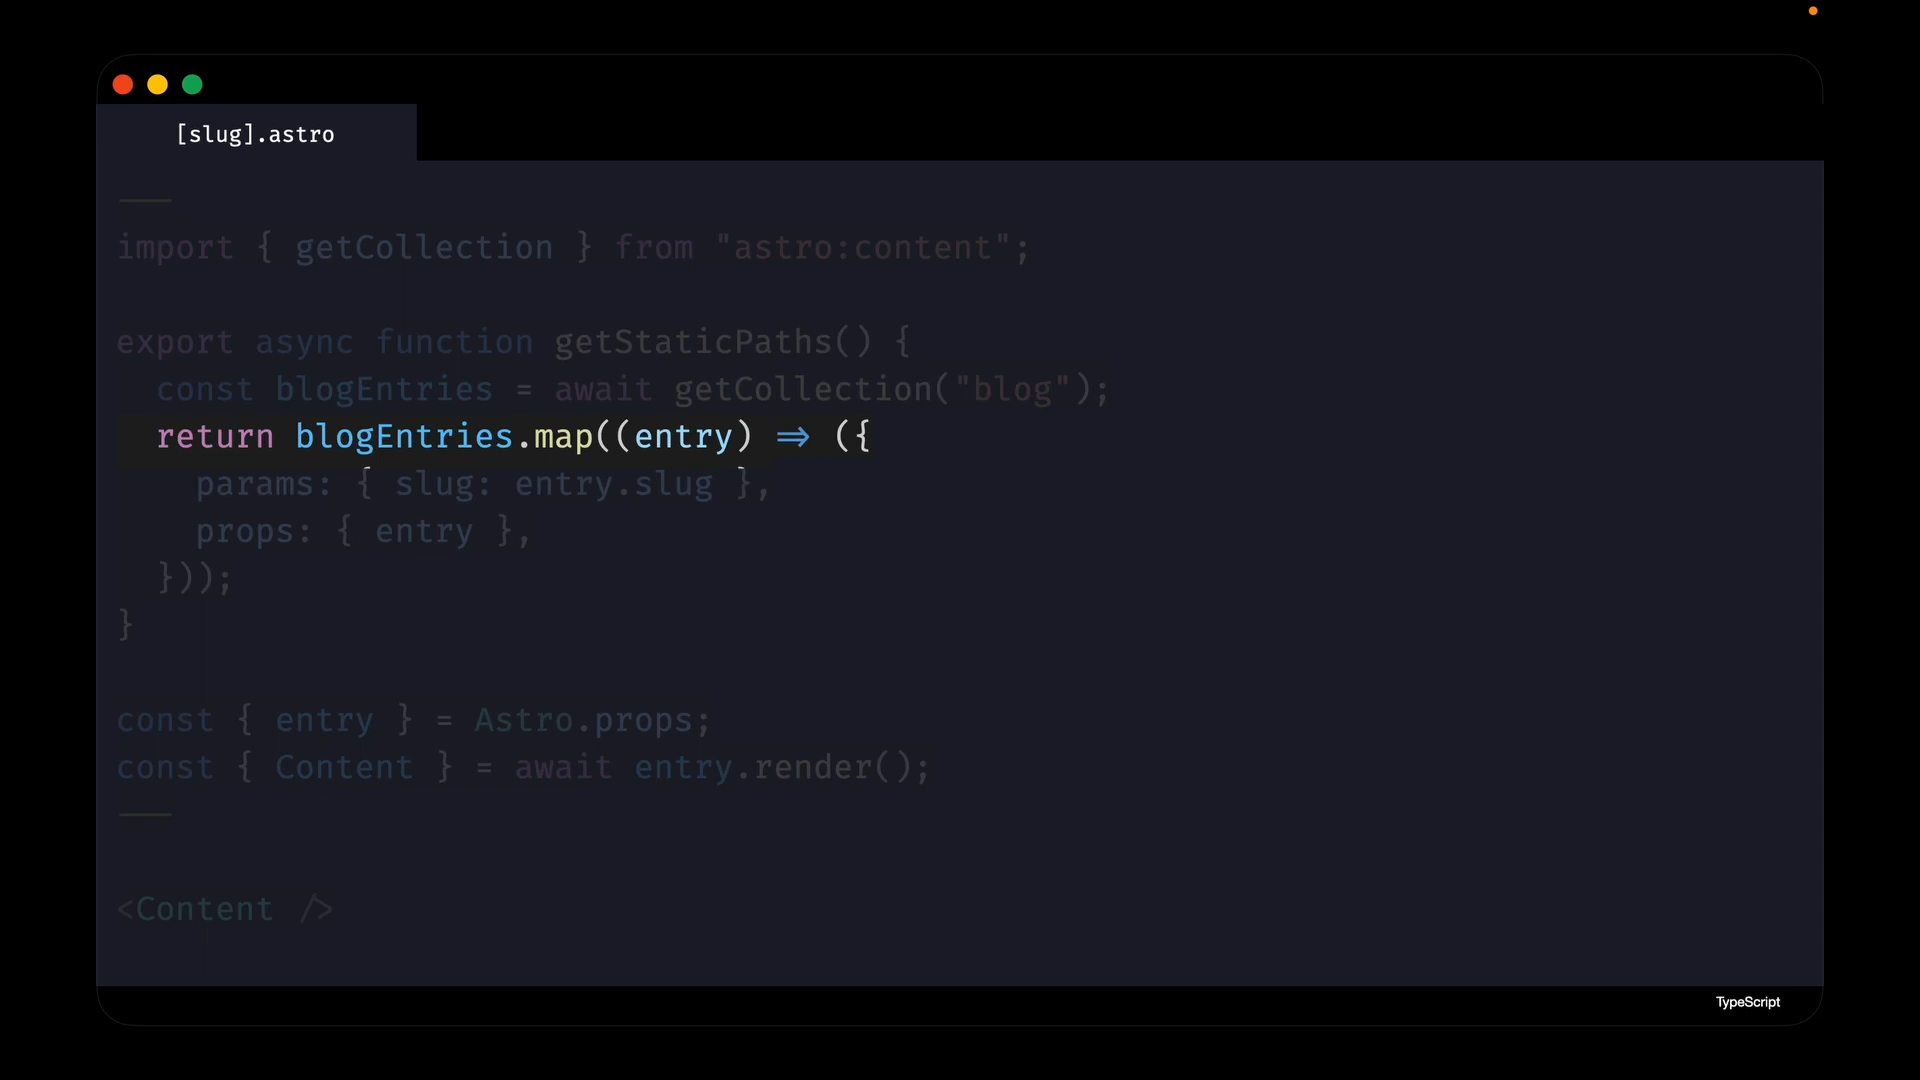 [slug].astro
---
import { getCollection } from "astro:content";
export async function getStaticPaths() {
const blogEntries = await getCollection("blog");
return blogEntries.map((entry) => ({
params: { slug: entry.slug },
props: { entry },
}));
}
const { entry } = Astro.props;
const { Content } = await entry.render();
---
<Content />
TypeScript